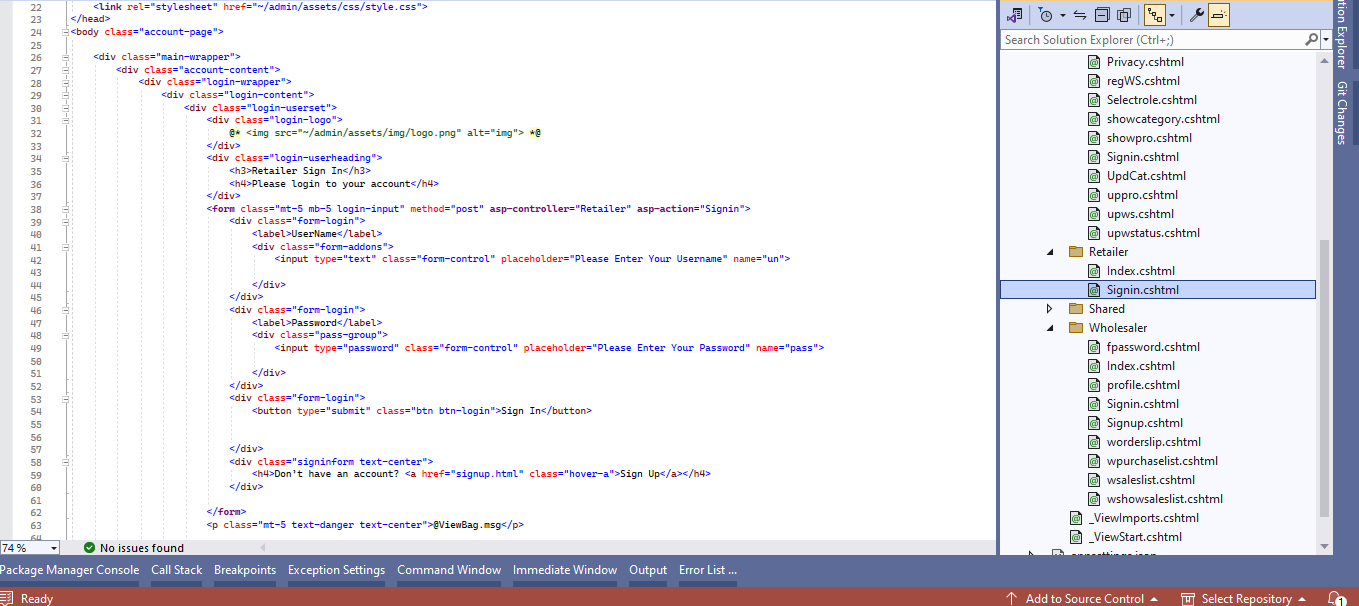 22 <link rel="stylesheet" href="~/admin/assets/css/style.css">
23 </head>
24 <body class="account-page">
25
26 <div class="main-wrapper">
27 <div class="account-content">
28 <div class="login-wrapper">
29 <div class="login-content">
30 <div class="login-userset">
31 <div class="login-logo">
32 @* <img src="~/admin/assets/img/logo.png" alt="img"> *@
33 </div>
34 <div class="login-userheading">
35 <h3>Retailer Sign In</h3>
36 <h4>Please login to your account</h4>
37 </div>
38 <form class="mt-5 mb-5 login-input" method="post" asp-controller="Retailer" asp-action="Signin">
39 <div class="form-login">
40 <label>UserName</label>
41 <div class="form-addons">
42 <input type="text" class="form-control" placeholder="Please Enter Your Username" name="un">
43
44 </div>
45 </div>
46 <div class="form-login">
47 <label>Password</label>
48 <div class="pass-group">
49 <input type="password" class="form-control" placeholder="Please Enter Your Password" name="pass">
50
51 </div>
52 </div>
53 <div class="form-login">
54 <button type="submit" class="btn btn-login">Sign In</button>
55
56
57 </div>
58 <div class="signinform text-center">
59 <h4>Don't have an account? <a href="signup.html" class="hover-a">Sign Up</a></h4>
60 </div>
61
62 </form>
63 <p class="mt-5 text-danger text-center">@ViewBag.msg</p>
64
74 %
No issues found
Search Solution Explorer (Ctrl+;)
Privacy.cshtml
regWS.cshtml
Selectrole.cshtml
showcategory.cshtml
showpro.cshtml
Signin.cshtml
UpdCat.cshtml
uppro.cshtml
upws.cshtml
upwstatus.cshtml
Retailer
Index.cshtml
Signin.cshtml
Shared
Wholesaler
fpassword.cshtml
Index.cshtml
profile.cshtml
Signin.cshtml
Signup.cshtml
worderslip.cshtml
wpurchaselist.cshtml
wsaleslist.cshtml
wshowsaleslist.cshtml
_ViewImports.cshtml
_ViewStart.cshtml
Explorer
Git Changes
Package Manager Console Call Stack Breakpoints Exception Settings Command Window Immediate Window Output Error List ...
Ready
Add to Source Control
Select Repository
1